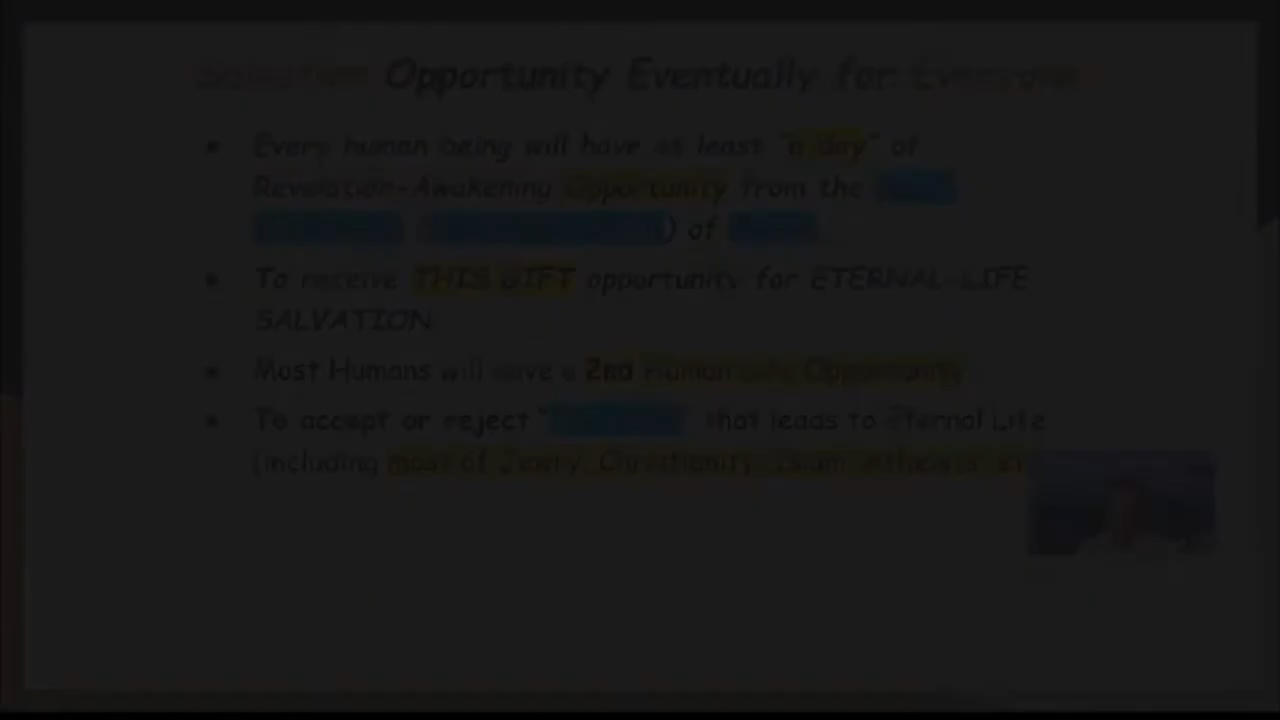 Salvation Opportunity Eventually for Everyone
• Every human being will have at least "a day" of
Revelation-Awakening Opportunity from the
) of
• To receive THIS GIFT opportunity for ETERNAL-LIFE
SALVATION
• Most Humans will have a 2nd Human Life Opportunity
• To accept or reject " that leads to Eternal Life
(including most of Jewry, Christianity, Islam, Atheists